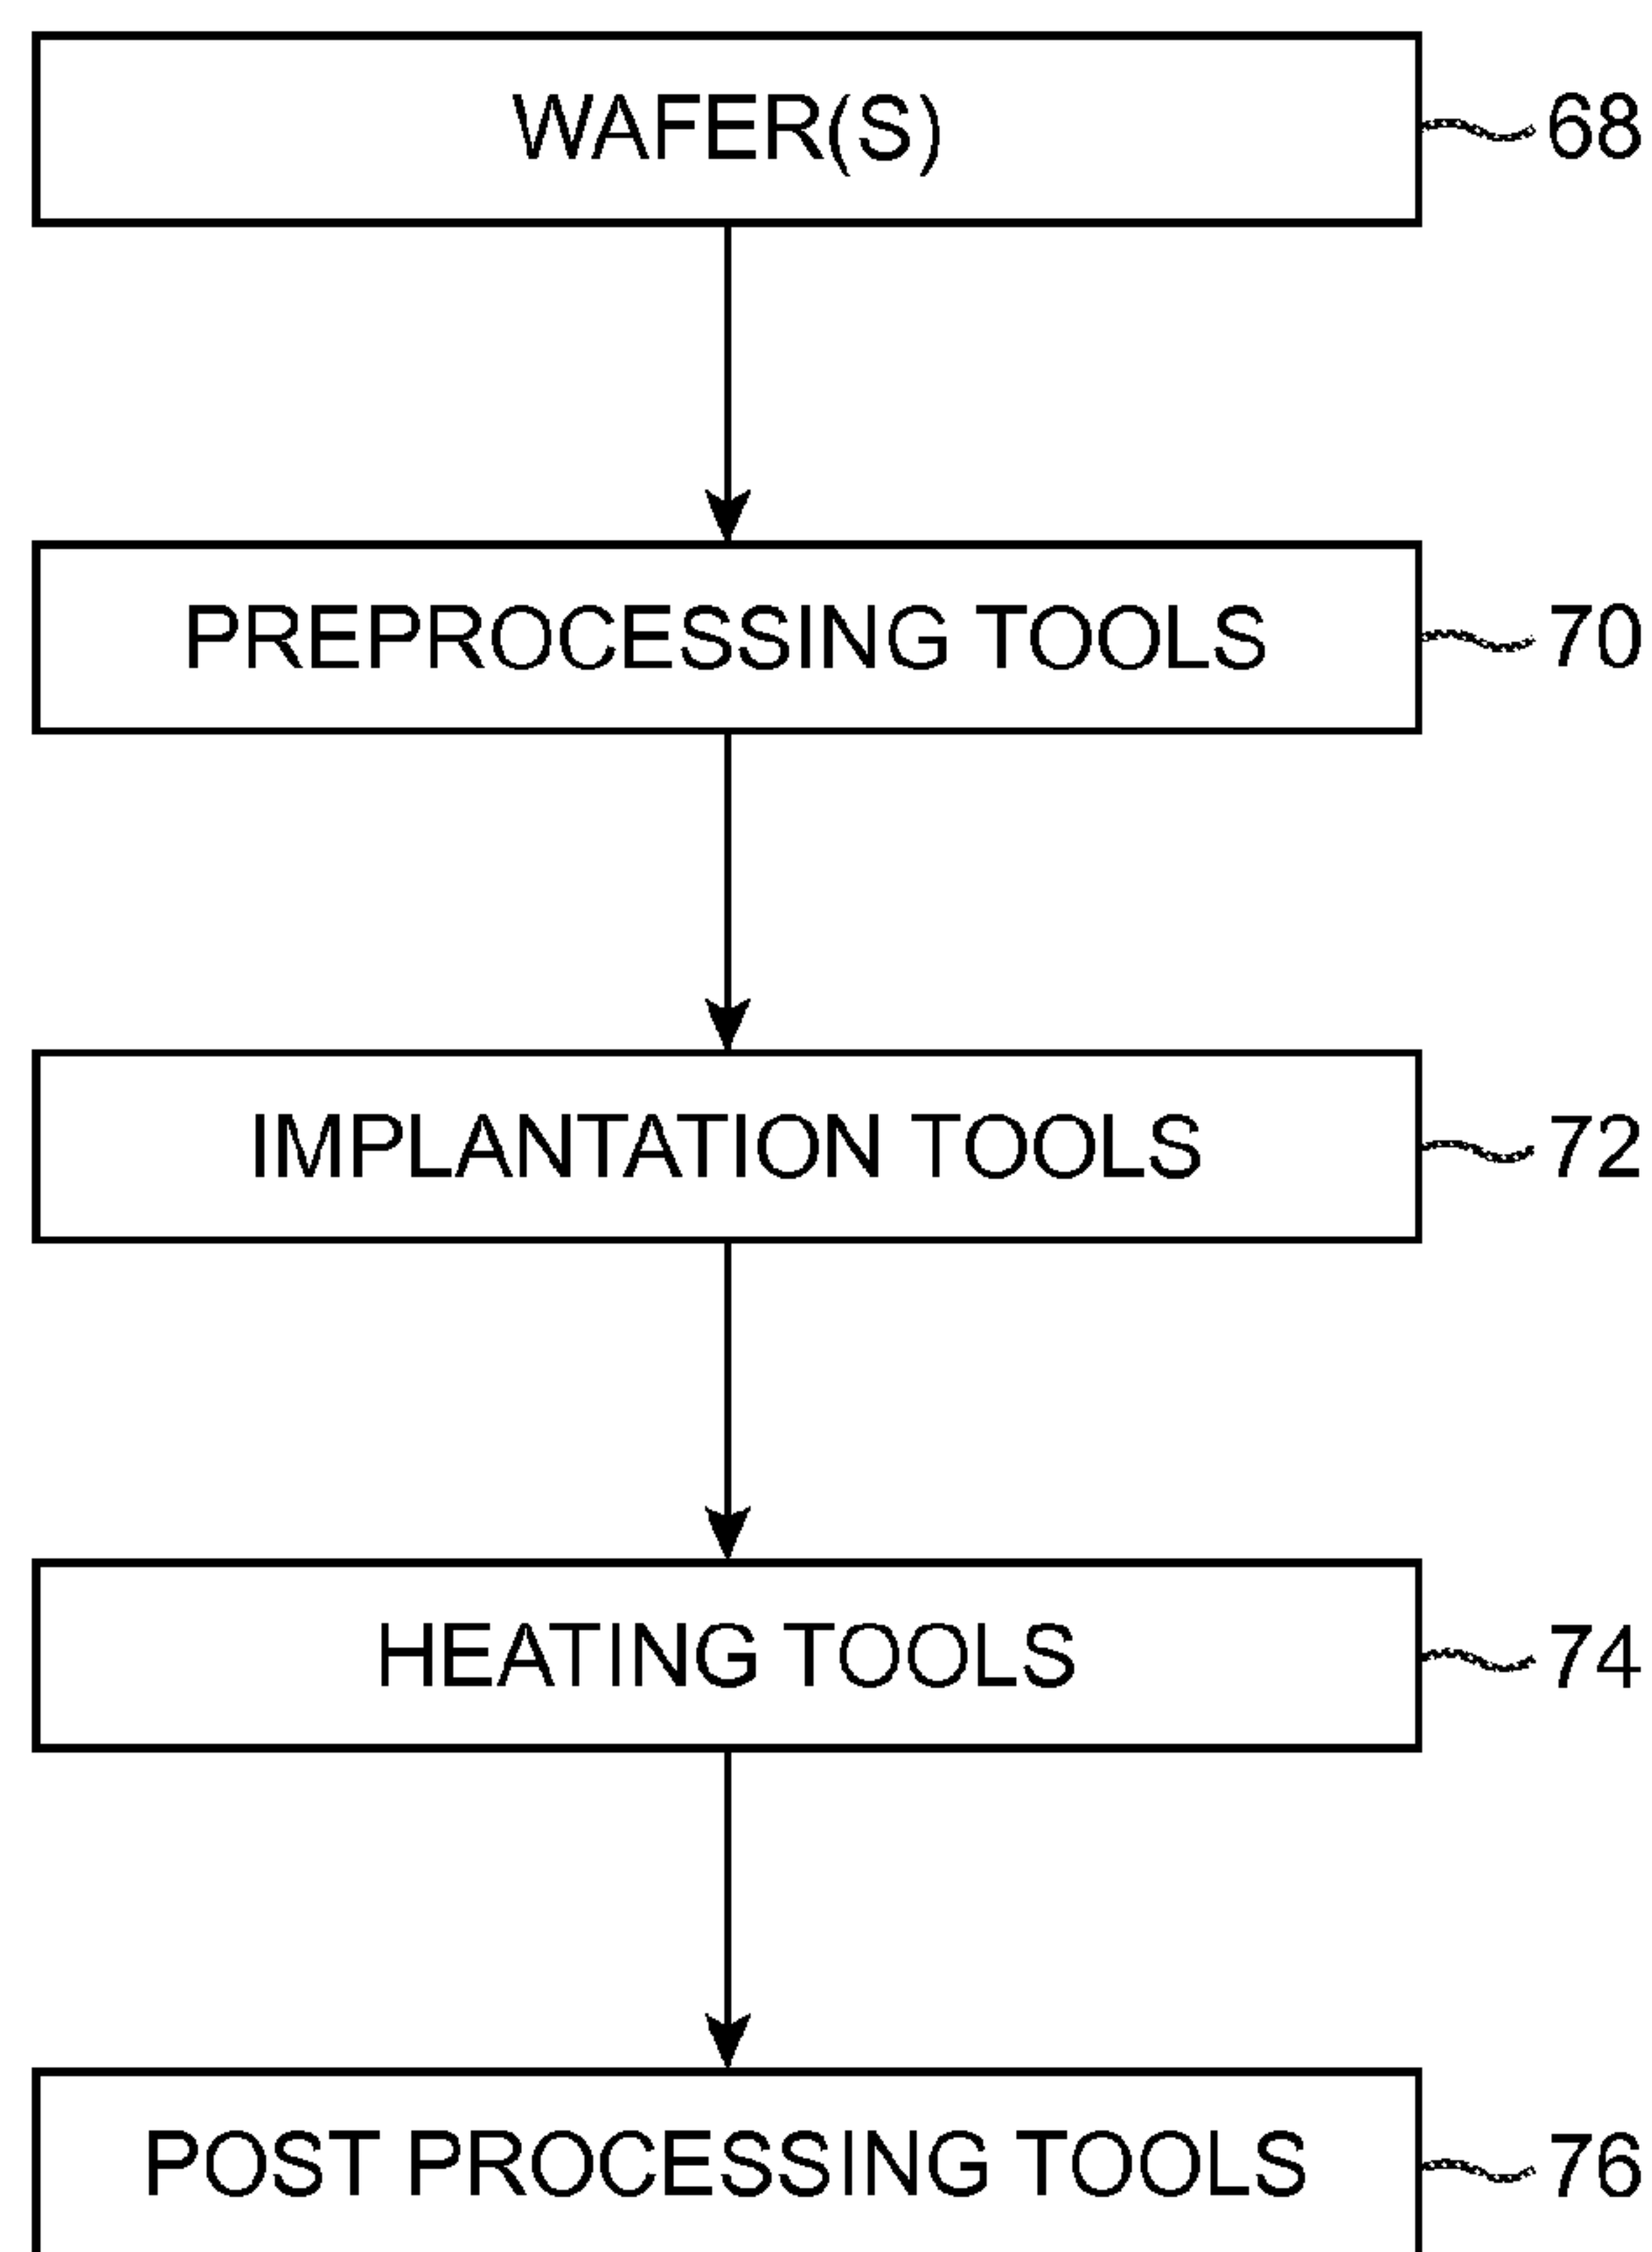 WAFER(S) 68
PREPROCESSING TOOLS 70
IMPLANTATION TOOLS 72
HEATING TOOLS 74
POST PROCESSING TOOLS 76